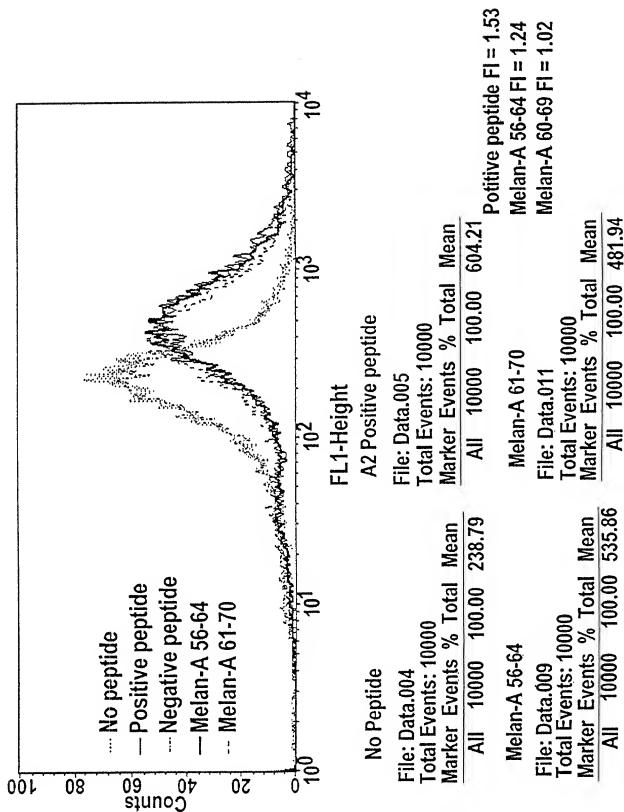 100
80
60
40
20
0
Counts
No peptide
Positive peptide
Negative peptide
Melan-A 56-64
Melan-A 61-70
10^0
10^1
10^2
10^3
10^4
FL1-Height
No Peptide
File: Data.004
Total Events: 10000
Marker Events % Total Mean
All 10000 100.00 238.79
A2 Positive peptide
File: Data.005
Total Events: 10000
Marker Events % Total Mean
All 10000 100.00 604.21
Melan-A 56-64
File: Data.009
Total Events: 10000
Marker Events % Total Mean
All 10000 100.00 535.86
Melan-A 61-70
File: Data.011
Total Events: 10000
Marker Events % Total Mean
All 10000 100.00 481.94
Potitive peptide FI = 1.53
Melan-A 56-64 FI = 1.24
Melan-A 60-69 FI = 1.02